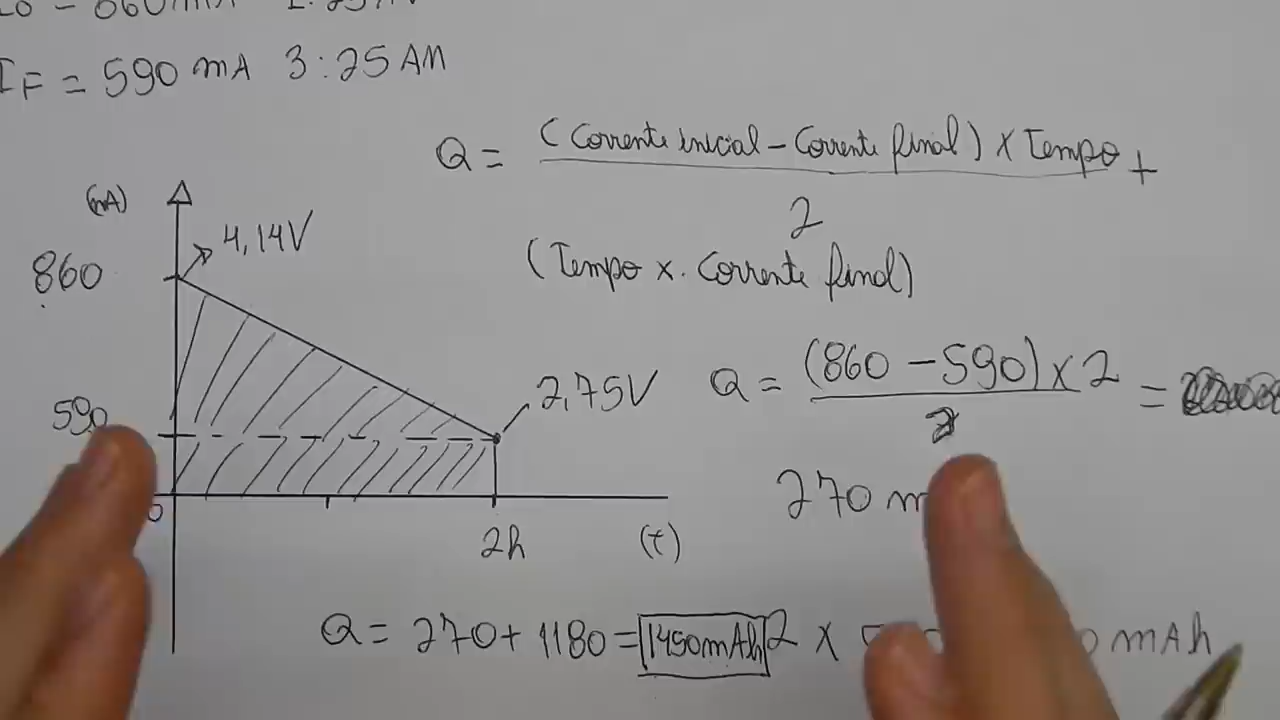 IF = 590 mA 3:25 AM
Q = (Corrente inicial - Corrente final) x Tempo +
2
(Tempo x. Corrente final)
(mA)
4,14V
860
590
2,75V
0
2h
(t)
Q = (860 - 590) x 2 =
2
270
Q = 270 + 1180 = 1450mAh
2 x
mAh